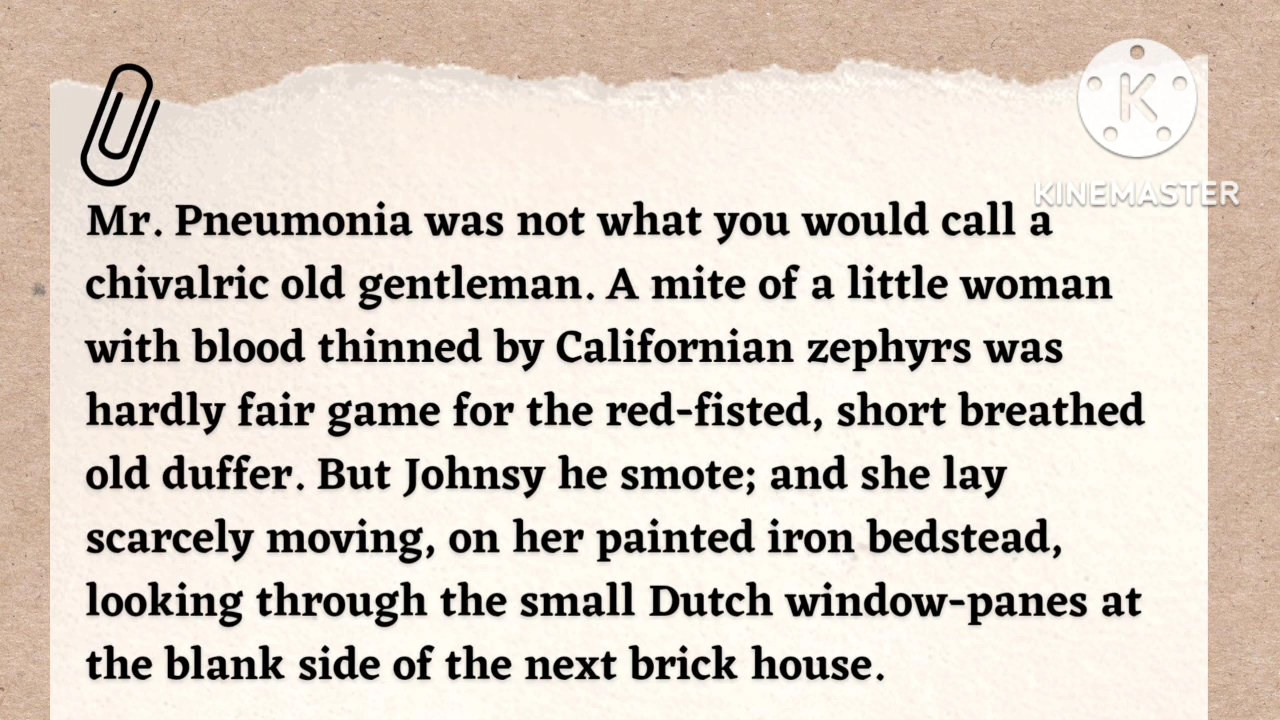 K
KINEMASTER
Mr. Pneumonia was not what you would call a
chivalric old gentleman. A mite of a little woman
with blood thinned by Californian zephyrs was
hardly fair game for the red-fisted, short breathed
old duffer. But Johnsy he smote; and she lay
scarcely moving, on her painted iron bedstead,
looking through the small Dutch window-panes at
the blank side of the next brick house.